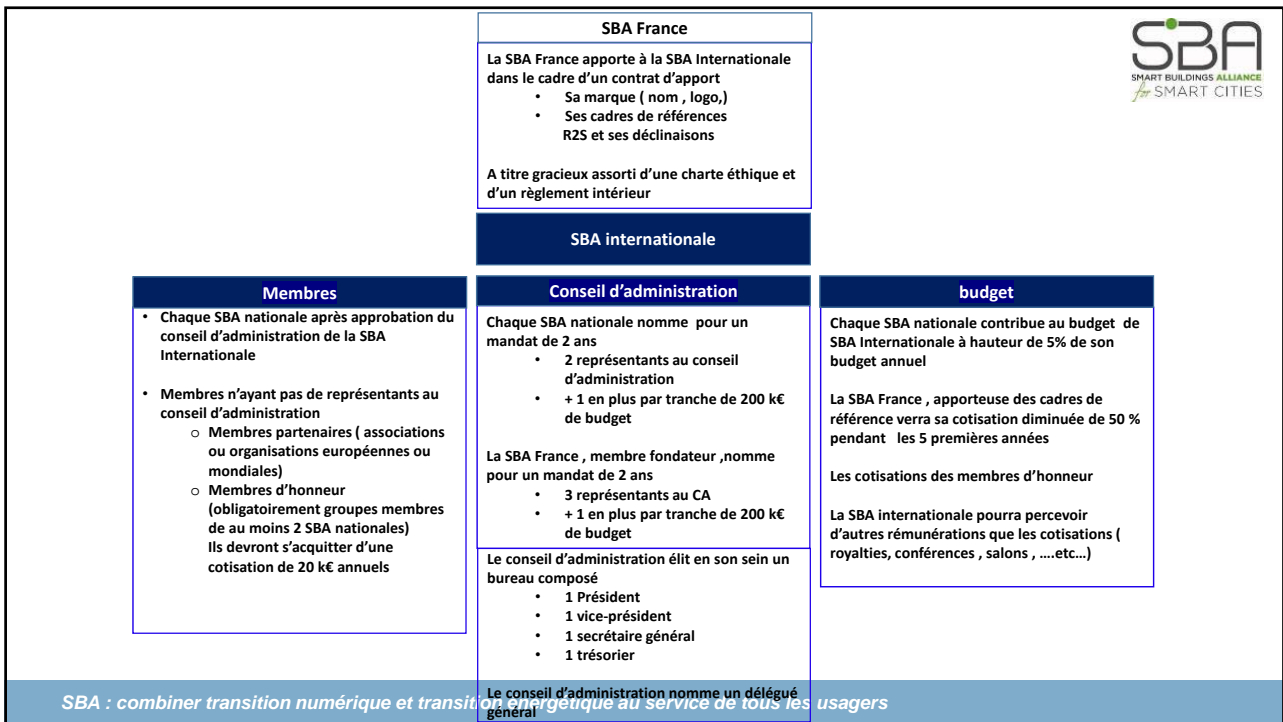 SBA France
La SBA France apporte à la SBA Internationale
dans le cadre d'un contrat d'apport
• Sa marque ( nom , logo,)
• Ses cadres de références
R2S et ses déclinaisons
A titre gracieux assorti d'une charte éthique et
d'un règlement intérieur
SBA
SMART BUILDINGS ALLIANCE
for SMART CITIES
SBA internationale
Membres
• Chaque SBA nationale après approbation du
conseil d'administration de la SBA
Internationale
• Membres n'ayant pas de représentants au
conseil d'administration
o Membres partenaires ( associations
ou organisations européennes ou
mondiales)
o Membres d'honneur
(obligatoirement groupes membres
de au moins 2 SBA nationales)
Ils devront s'acquitter d'une
cotisation de 20 k€ annuels
Conseil d'administration
Chaque SBA nationale nomme pour un
mandat de 2 ans
• 2 représentants au conseil
d'administration
• + 1 en plus par tranche de 200 k€
de budget
La SBA France , membre fondateur ,nomme
pour un mandat de 2 ans
• 3 représentants au CA
• + 1 en plus par tranche de 200 k€
de budget
Le conseil d'administration élit en son sein un
bureau composé
• 1 Président
• 1 vice-président
• 1 secrétaire général
• 1 trésorier
Le conseil d'administration nomme un délégué
général
budget
Chaque SBA nationale contribue au budget de
SBA Internationale à hauteur de 5% de son
budget annuel
La SBA France , apporteuse des cadres de
référence verra sa cotisation diminuée de 50 %
pendant les 5 premières années
Les cotisations des membres d'honneur
La SBA internationale pourra percevoir
d'autres rémunérations que les cotisations (
royalties, conférences , salons , ....etc...)
SBA : combiner transition numérique et transition énergétique au service de tous les usagers